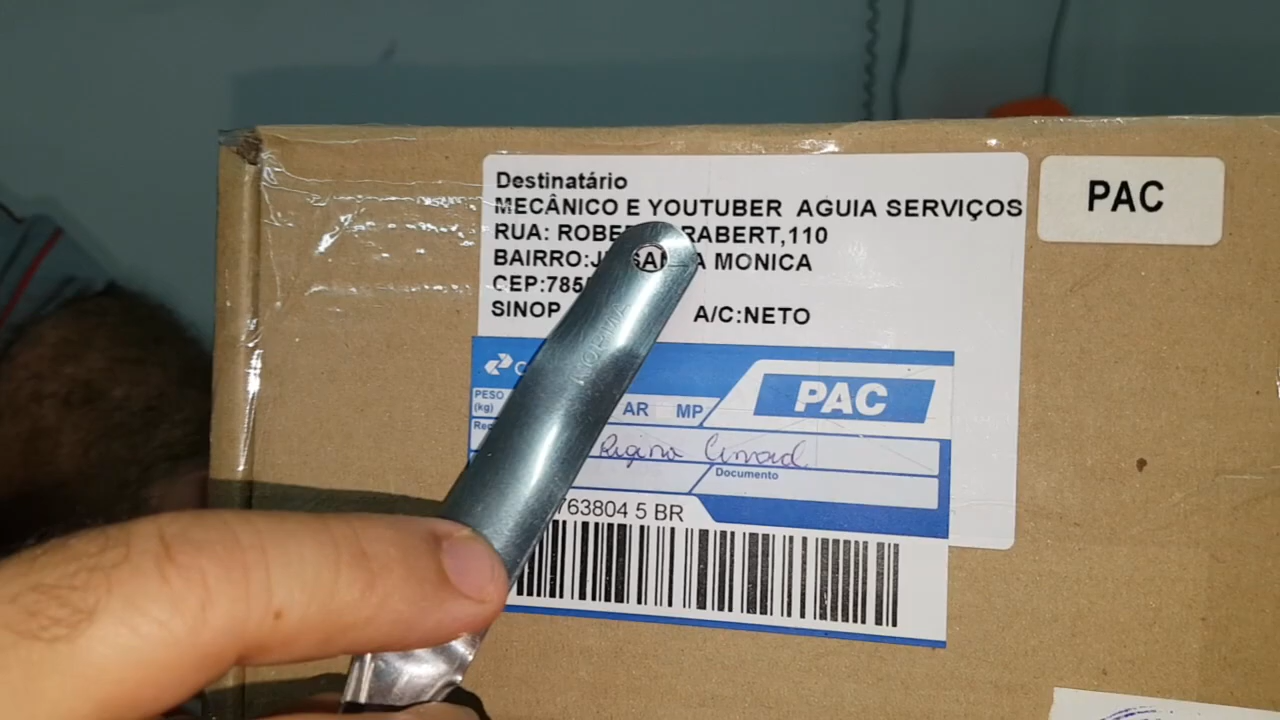 Destinatário
MECÂNICO E YOUTUBER AGUIA SERVIÇOS
RUA: RABERT,110
BAIRRO: MONICA
CEP:785
SINOP A/C:NETO
PAC
PAC
PESO
(kg)
AR MP
Regina
Documento
763804 5 BR